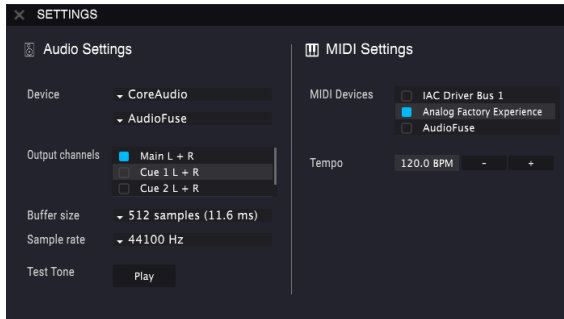 SETTINGS
Audio Settings
Device
CoreAudio
AudioFuse
Output channels
Main L + R
Cue 1 L + R
Cue 2 L + R
Buffer size
512 samples (11.6 ms)
Sample rate
44100 Hz
Test Tone
Play
MIDI Settings
MIDI Devices
IAC Driver Bus 1
Analog Factory Experience
AudioFuse
Tempo
120.0 BPM - +